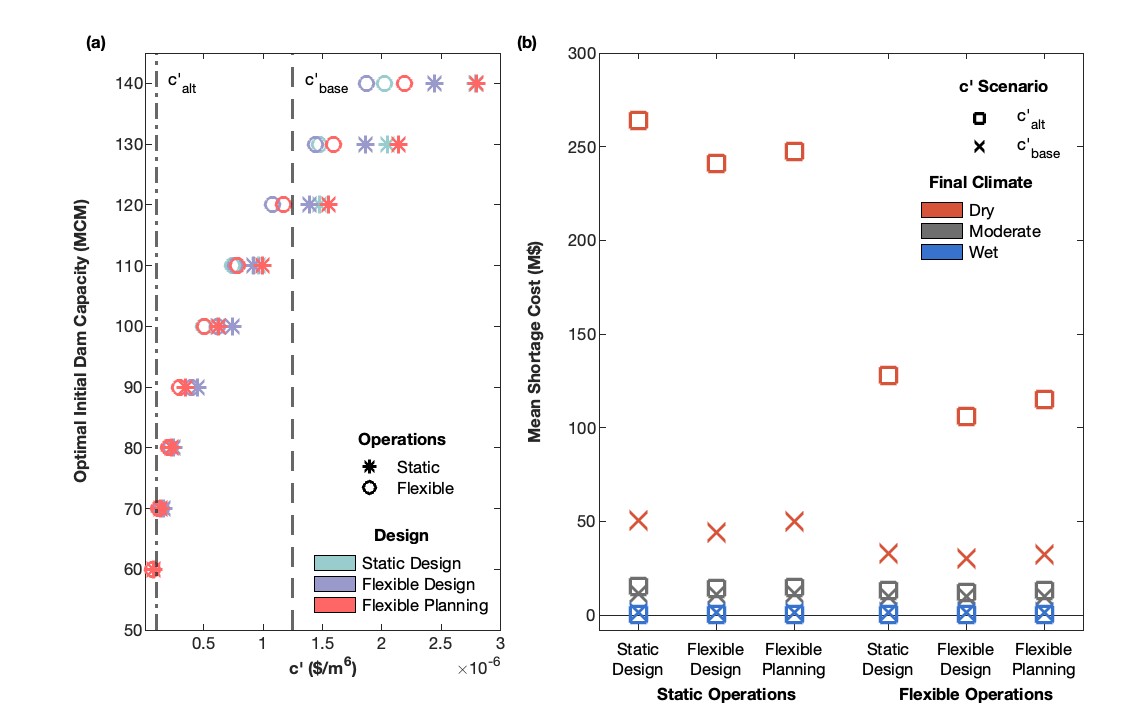 (a)
c'alt
c'base
140
130
120
110
100
90
80
70
60
50
Optimal Initial Dam Capacity (MCM)
0.5
1
1.5
2
2.5
3
c' ($/m⁶)
×10⁻⁶
Operations
Static
Flexible
Design
Static Design
Flexible Design
Flexible Planning
(b)
300
250
200
150
100
50
0
Mean Shortage Cost (M$)
c' Scenario
c'alt
c'base
Final Climate
Dry
Moderate
Wet
Static Design
Flexible Design
Flexible Planning
Static Design
Flexible Design
Flexible Planning
Static Operations
Flexible Operations